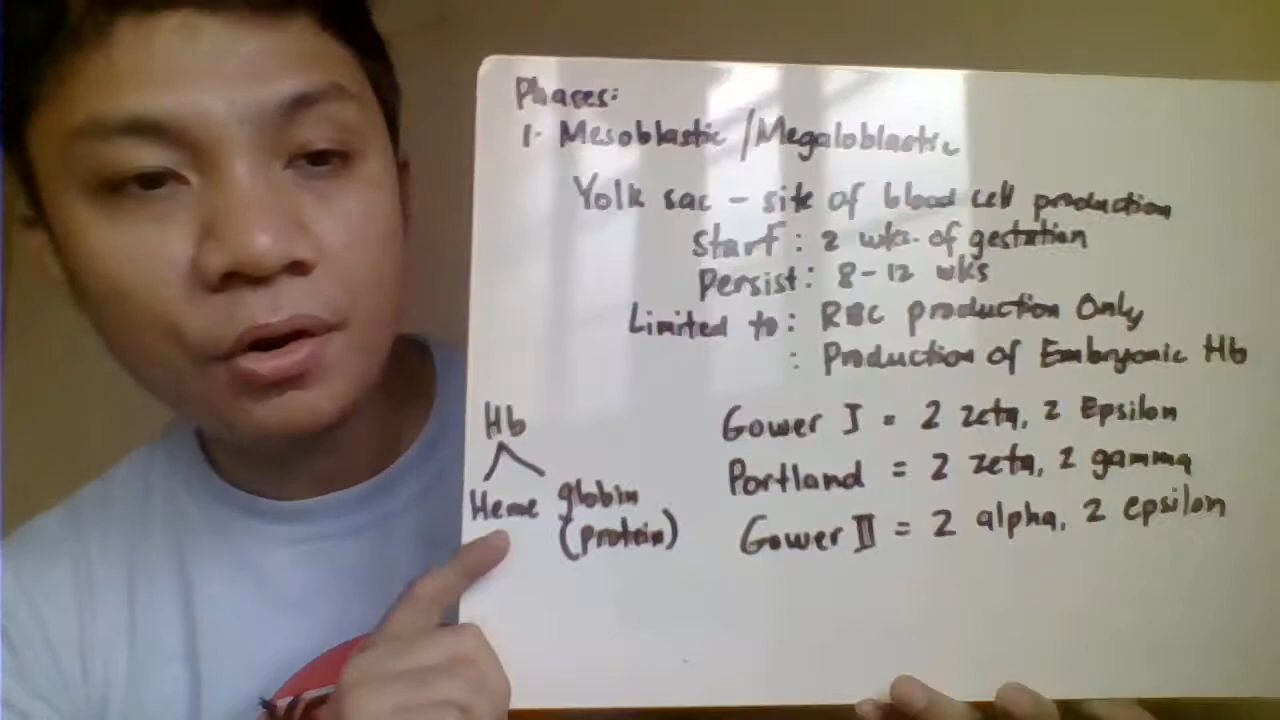 Phases:
1. Mesoblastic / Megaloblastic
Yolk sac - site of blood cell production
Start : 2 wks. of gestation
Persist : 8-12 wks
Limited to : RBC production Only
: Production of Embryonic Hb
Gower I = 2 zeta, 2 Epsilon
Portland = 2 zeta, 2 gamma
Gower II = 2 alpha, 2 epsilon
Hb
Heme globin
(protein)